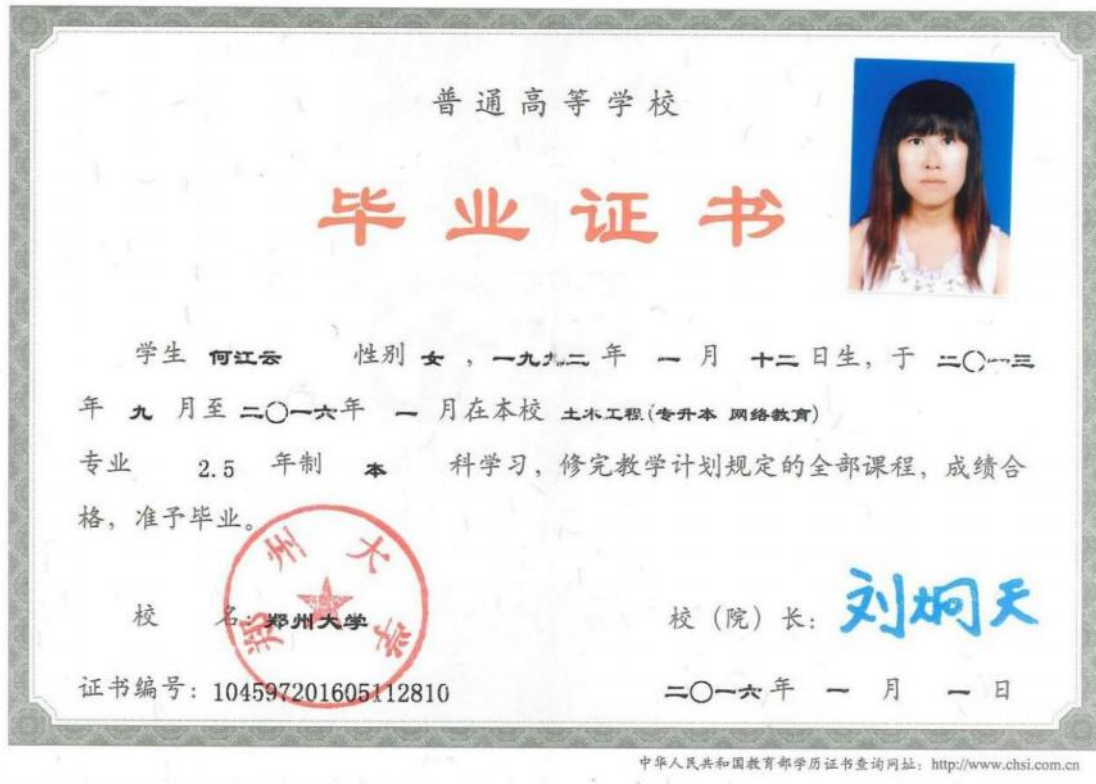 普通高等学校
毕业证书
学生 何江云 性别 女 ，一九九二 年 一 月 十二 日生，于 二〇一三
年 九 月至 二〇一六年 一 月在本校 土木工程(专升本 网络教育)
专业 2.5 年制 本 科学习，修完教学计划规定的全部课程，成绩合
格，准予毕业。
郑州大学
校 名：郑州大学 校（院）长：刘炯天
证书编号：104597201605112810 二〇一六年 一 月 一 日
中华人民共和国教育部学历证书查询网址：http://www.chsi.com.cn